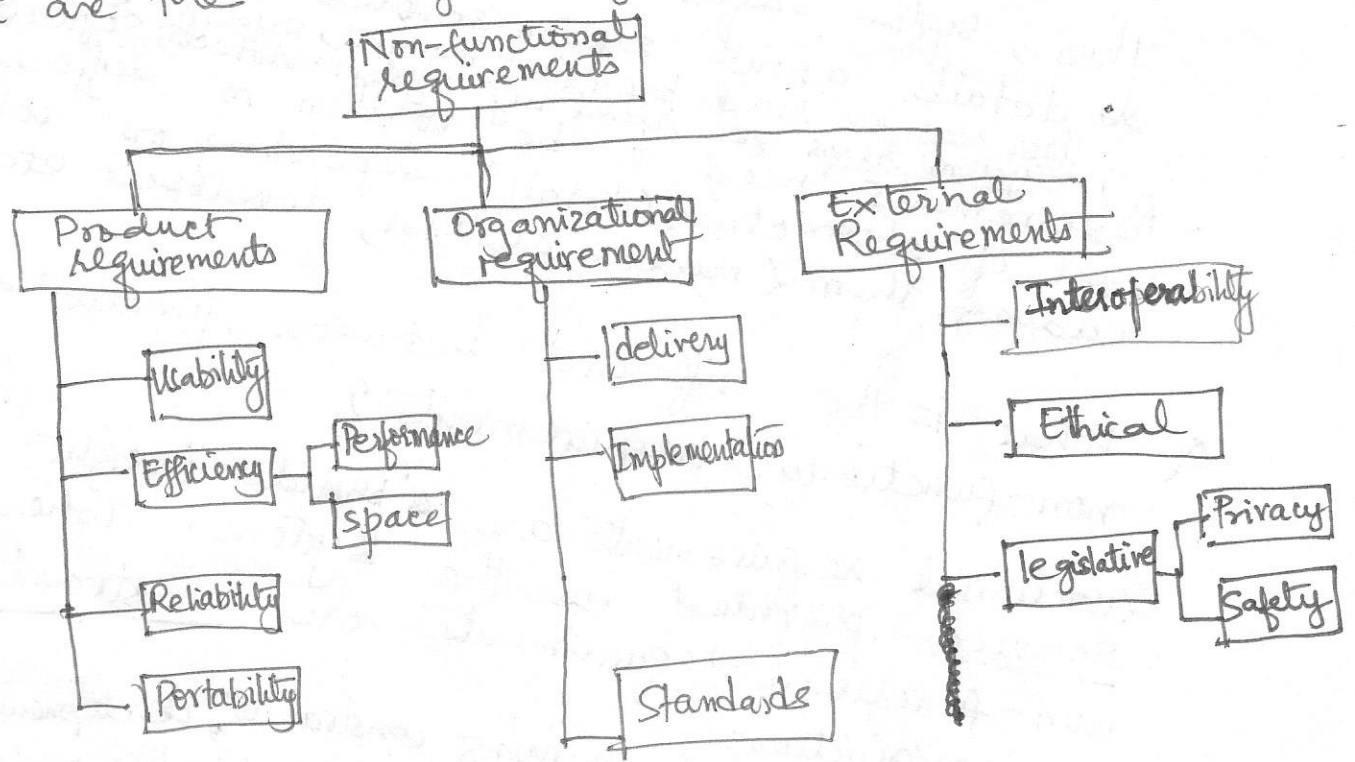 are the
Non-functional
requirements
Product
requirements
Organizational
requirement
External
Requirements
Interoperability
delivery
Usability
Ethical
Performance
Implementation
Efficiency
space
Privacy
legislative
Safety
Reliability
Portability
Standards